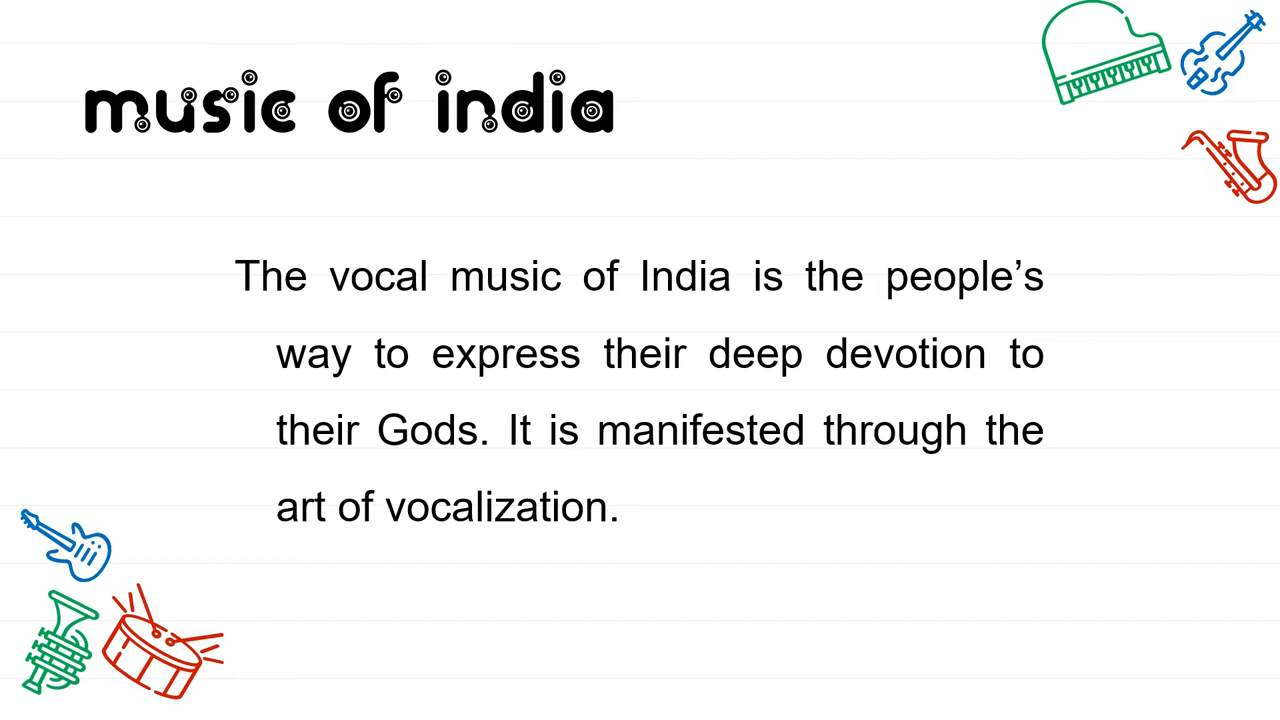 music of india
The vocal music of India is the people’s
way to express their deep devotion to
their Gods. It is manifested through the
art of vocalization.